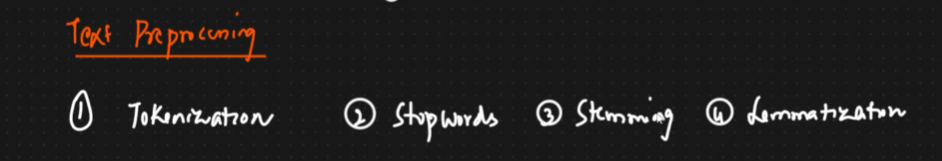 Text Preprocessing
① Tokenization ② Stopwords ③ Stemming ④ Lemmatization